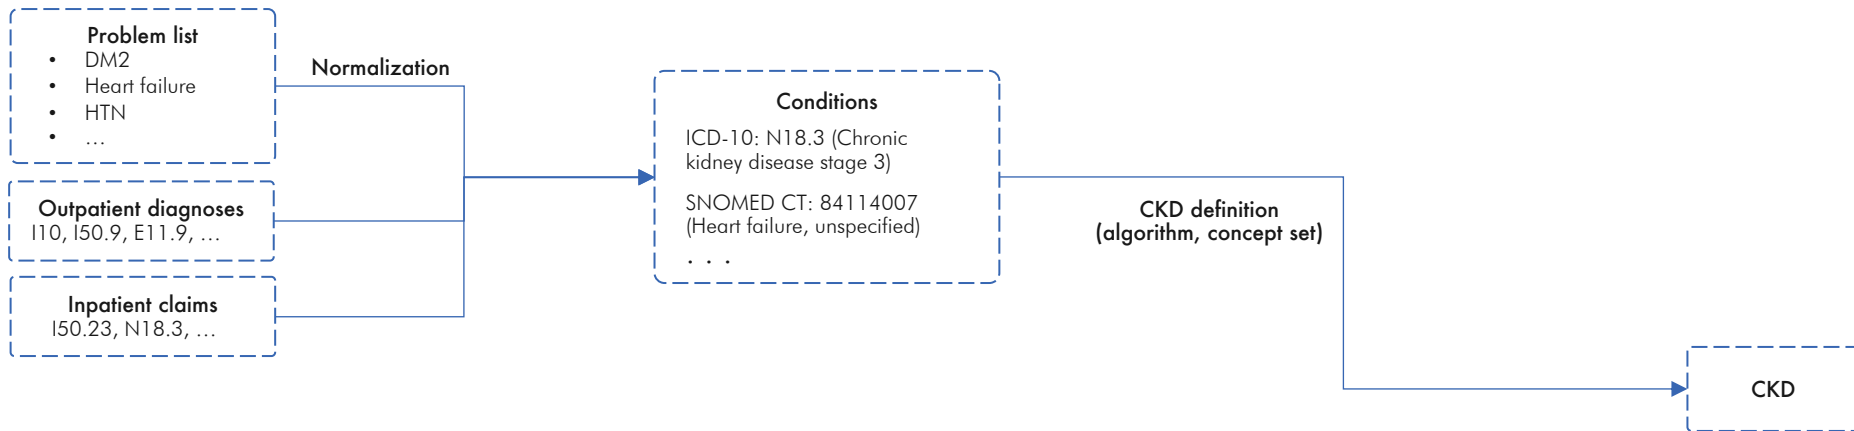 Problem list
• DM2
• Heart failure
• HTN
• ...
Normalization
Outpatient diagnoses
I10, I50.9, E11.9, ...
Inpatient claims
I50.23, N18.3, ...
Conditions
ICD-10: N18.3 (Chronic
kidney disease stage 3)
SNOMED CT: 84114007
(Heart failure, unspecified)
. . .
CKD definition
(algorithm, concept set)
CKD